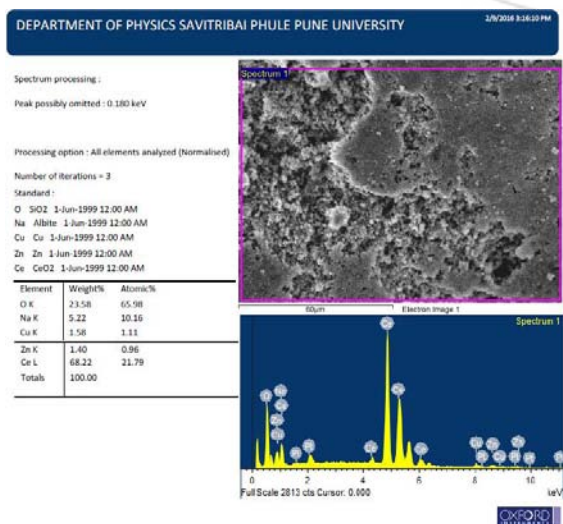 DEPARTMENT OF PHYSICS SAVITRIBAI PHULE PUNE UNIVERSITY
2/9/2016 3:16:10 PM
Spectrum processing :
Peak possibly omitted : 0.180 keV
Processing option : All elements analyzed (Normalised)
Number of iterations = 3
Standard :
O SiO2 1-Jun-1999 12:00 AM
Na Albite 1-Jun-1999 12:00 AM
Cu Cu 1-Jun-1999 12:00 AM
Zn Zn 1-Jun-1999 12:00 AM
Ce CeO2 1-Jun-1999 12:00 AM
Element Weight% Atomic%
O K 23.58 65.98
Na K 5.22 10.16
Cu K 1.58 1.11
Zn K 1.40 0.96
Ce L 68.22 21.79
Totals 100.00
Spectrum 1
60µm Electron Image 1
Spectrum 1
0 2 4 6 8 10
Full Scale 2813 cts Cursor: 0.000 keV
OXFORD